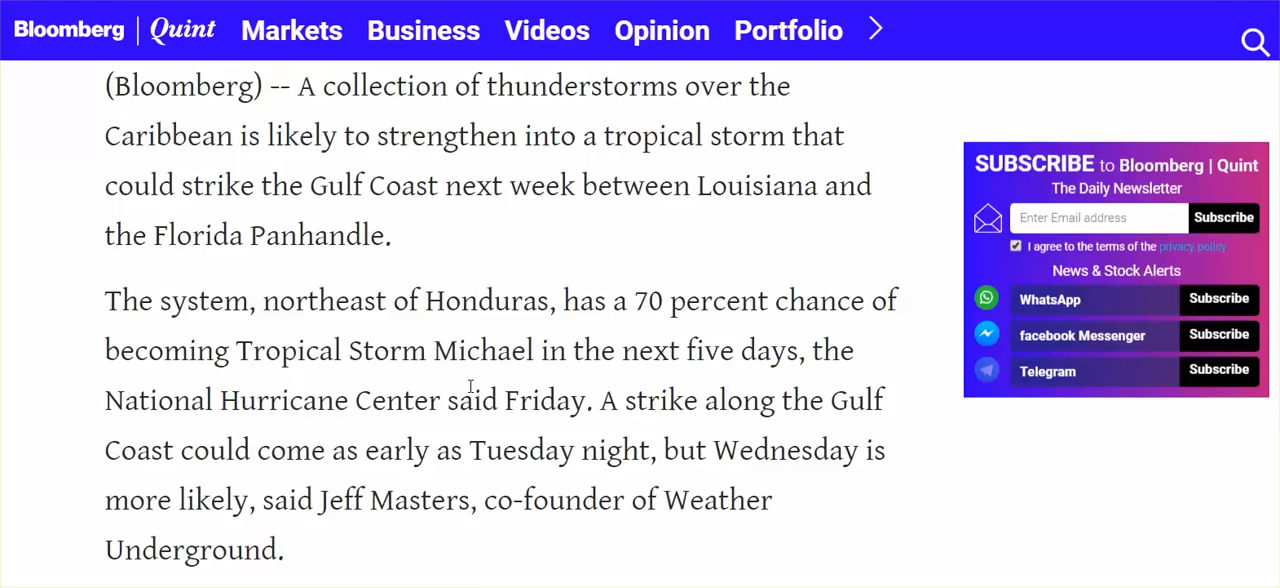 Bloomberg | Quint Markets Business Videos Opinion Portfolio
(Bloomberg) -- A collection of thunderstorms over the
Caribbean is likely to strengthen into a tropical storm that
could strike the Gulf Coast next week between Louisiana and
the Florida Panhandle.
The system, northeast of Honduras, has a 70 percent chance of
becoming Tropical Storm Michael in the next five days, the
National Hurricane Center said Friday. A strike along the Gulf
Coast could come as early as Tuesday night, but Wednesday is
more likely, said Jeff Masters, co-founder of Weather
Underground.
SUBSCRIBE to Bloomberg | Quint
The Daily Newsletter
Enter Email address Subscribe
I agree to the terms of the privacy policy
News & Stock Alerts
WhatsApp Subscribe
facebook Messenger Subscribe
Telegram Subscribe